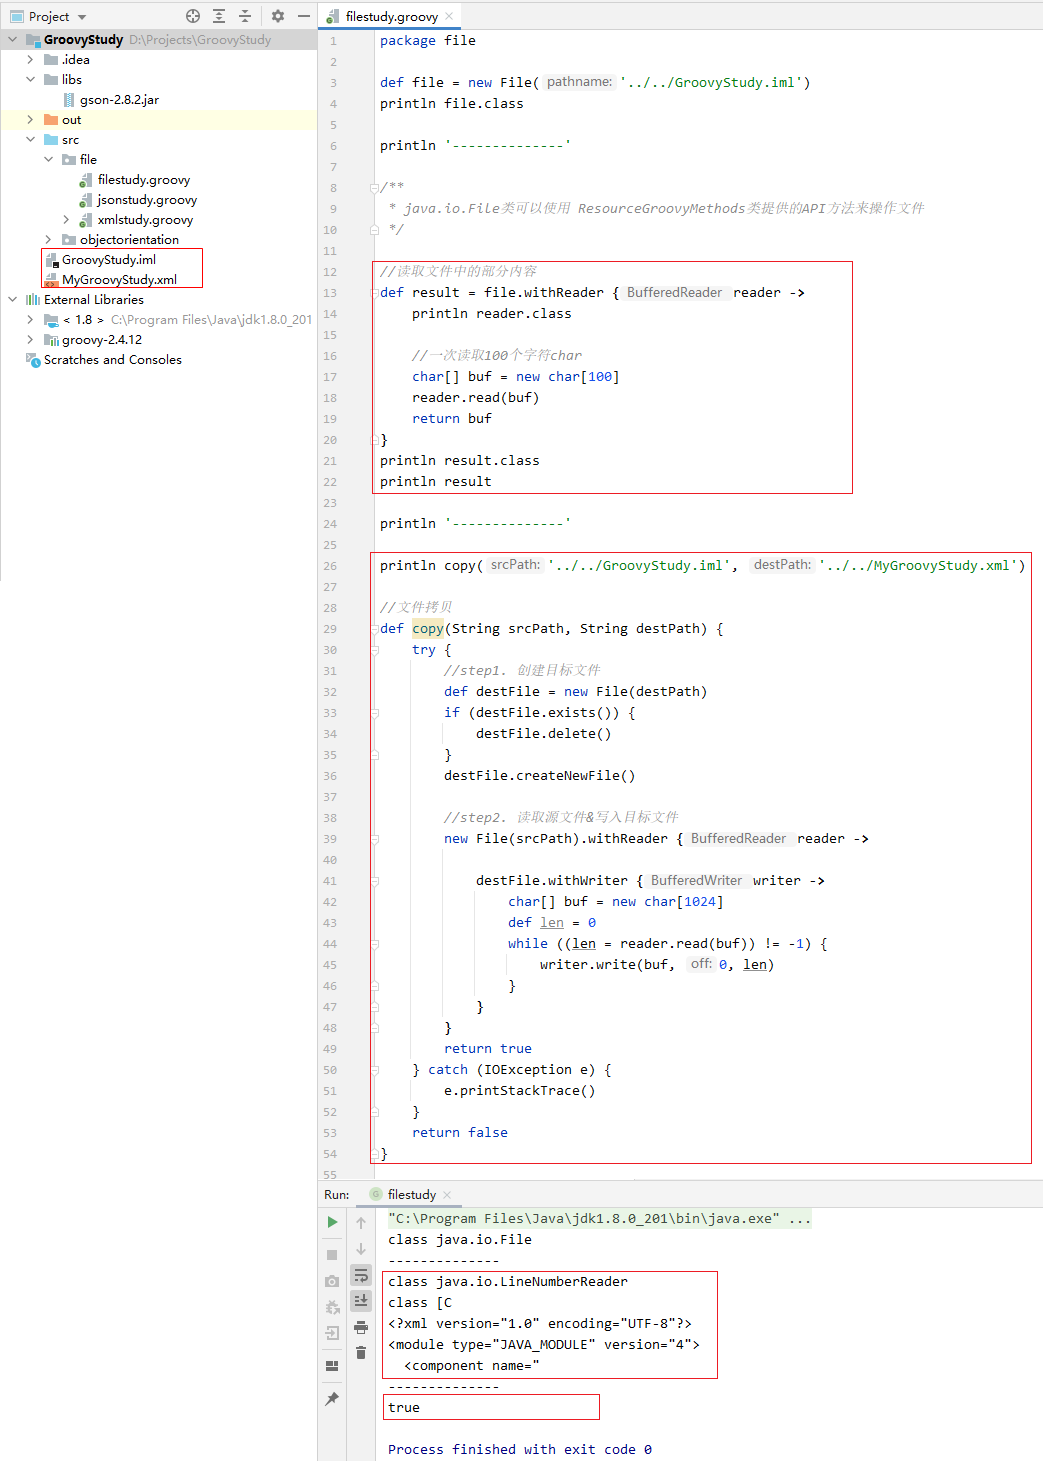 Project
GroovyStudy D:\Projects\GroovyStudy
.idea
libs
gson-2.8.2.jar
out
src
file
filestudy.groovy
jsonstudy.groovy
xmlstudy.groovy
objectorientation
GroovyStudy.iml
MyGroovyStudy.xml
External Libraries
< 1.8 > C:\Program Files\Java\jdk1.8.0_201
groovy-2.4.12
Scratches and Consoles
filestudy.groovy
1 package file
2
3 def file = new File( pathname: '../../GroovyStudy.iml')
4 println file.class
5
6 println '--------------'
7
8 /**
9 * java.io.File类可以使用 ResourceGroovyMethods类提供的API方法来操作文件
10 */
11
12 //读取文件中的部分内容
13 def result = file.withReader { BufferedReader reader ->
14 println reader.class
15
16 //一次读取100个字符char
17 char[] buf = new char[100]
18 reader.read(buf)
19 return buf
20 }
21 println result.class
22 println result
23
24 println '--------------'
25
26 println copy( srcPath: '../../GroovyStudy.iml', destPath: '../../MyGroovyStudy.xml')
27
28 //文件拷贝
29 def copy(String srcPath, String destPath) {
30 try {
31 //step1. 创建目标文件
32 def destFile = new File(destPath)
33 if (destFile.exists()) {
34 destFile.delete()
35 }
36 destFile.createNewFile()
37
38 //step2. 读取源文件&写入目标文件
39 new File(srcPath).withReader { BufferedReader reader ->
40
41 destFile.withWriter { BufferedWriter writer ->
42 char[] buf = new char[1024]
43 def len = 0
44 while ((len = reader.read(buf)) != -1) {
45 writer.write(buf, off: 0, len)
46 }
47 }
48 }
49 return true
50 } catch (IOException e) {
51 e.printStackTrace()
52 }
53 return false
54 }
55
Run: filestudy
"C:\Program Files\Java\jdk1.8.0_201\bin\java.exe" ...
class java.io.File
--------------
class java.io.LineNumberReader
class [C
<?xml version="1.0" encoding="UTF-8"?>
<module type="JAVA_MODULE" version="4">
<component name="
--------------
true
Process finished with exit code 0